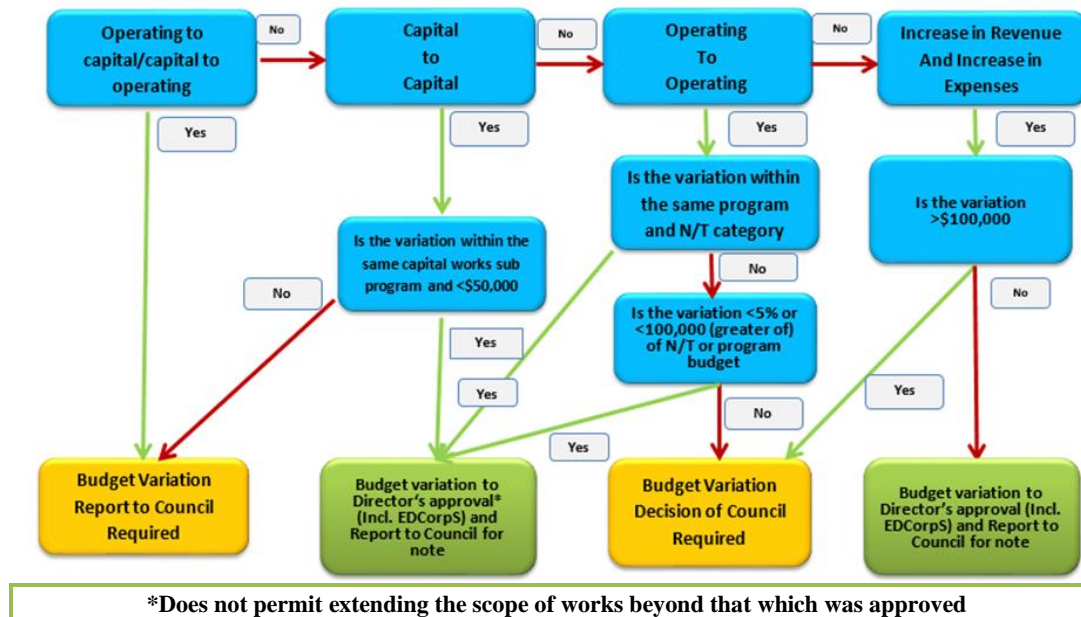 Operating to
capital/capital to
operating
No
Capital
to
Capital
No
Operating
To
Operating
No
Increase in Revenue
And Increase in
Expenses
Yes
Yes
Yes
Yes
Is the variation within
the same program
and N/T category
Is the variation
>$100,000
Is the variation within the
same capital works sub
program and <$50,000
No
No
No
Is the variation <5% or
<100,000 (greater of)
of N/T or program
budget
Yes
Yes
Yes
No
Yes
Budget Variation
Report to Council
Required
Budget variation to
Director's approval*
(Incl. EDCorpS) and
Report to Council for
note
Budget Variation
Decision of Council
Required
Budget variation to
Director's approval (Incl.
EDCorpS) and Report to
Council for note
*Does not permit extending the scope of works beyond that which was approved